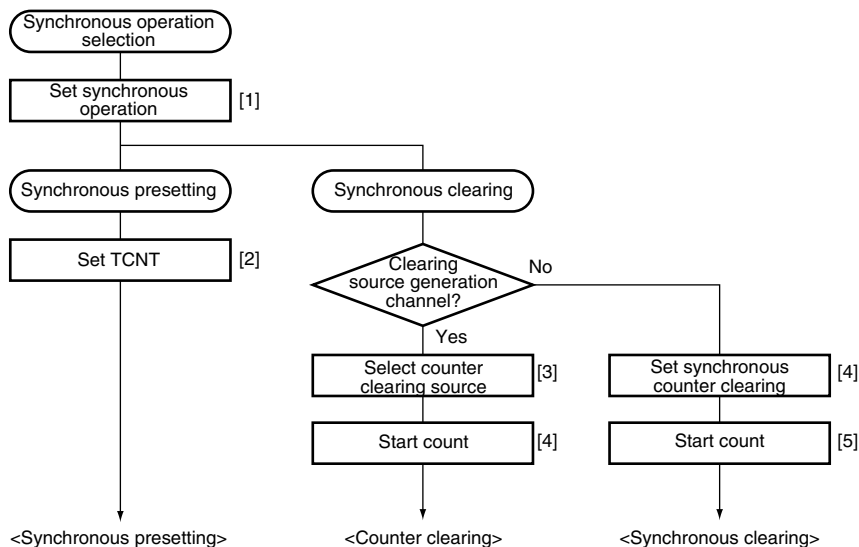 Synchronous operation
selection
Set synchronous
operation
[1]
Synchronous presetting
Synchronous clearing
Set TCNT
[2]
Clearing
source generation
channel?
No
Yes
Select counter
clearing source
[3]
Set synchronous
counter clearing
[4]
Start count
[4]
Start count
[5]
<Synchronous presetting>
<Counter clearing>
<Synchronous clearing>